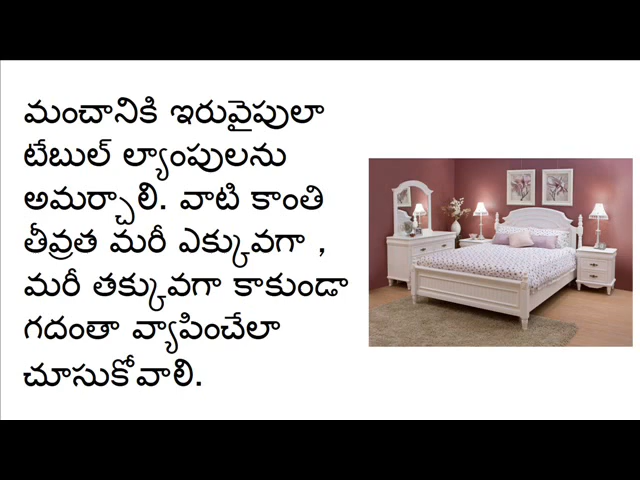 మంచానికి ఇరువైపులా
టేబుల్ ల్యాంపులను
అమర్చాలి. వాటి కాంతి
తీవ్రత మరీ ఎక్కువగా ,
మరీ తక్కువగా కాకుండా
గదంతా వ్యాపించేలా
చూసుకోవాలి.